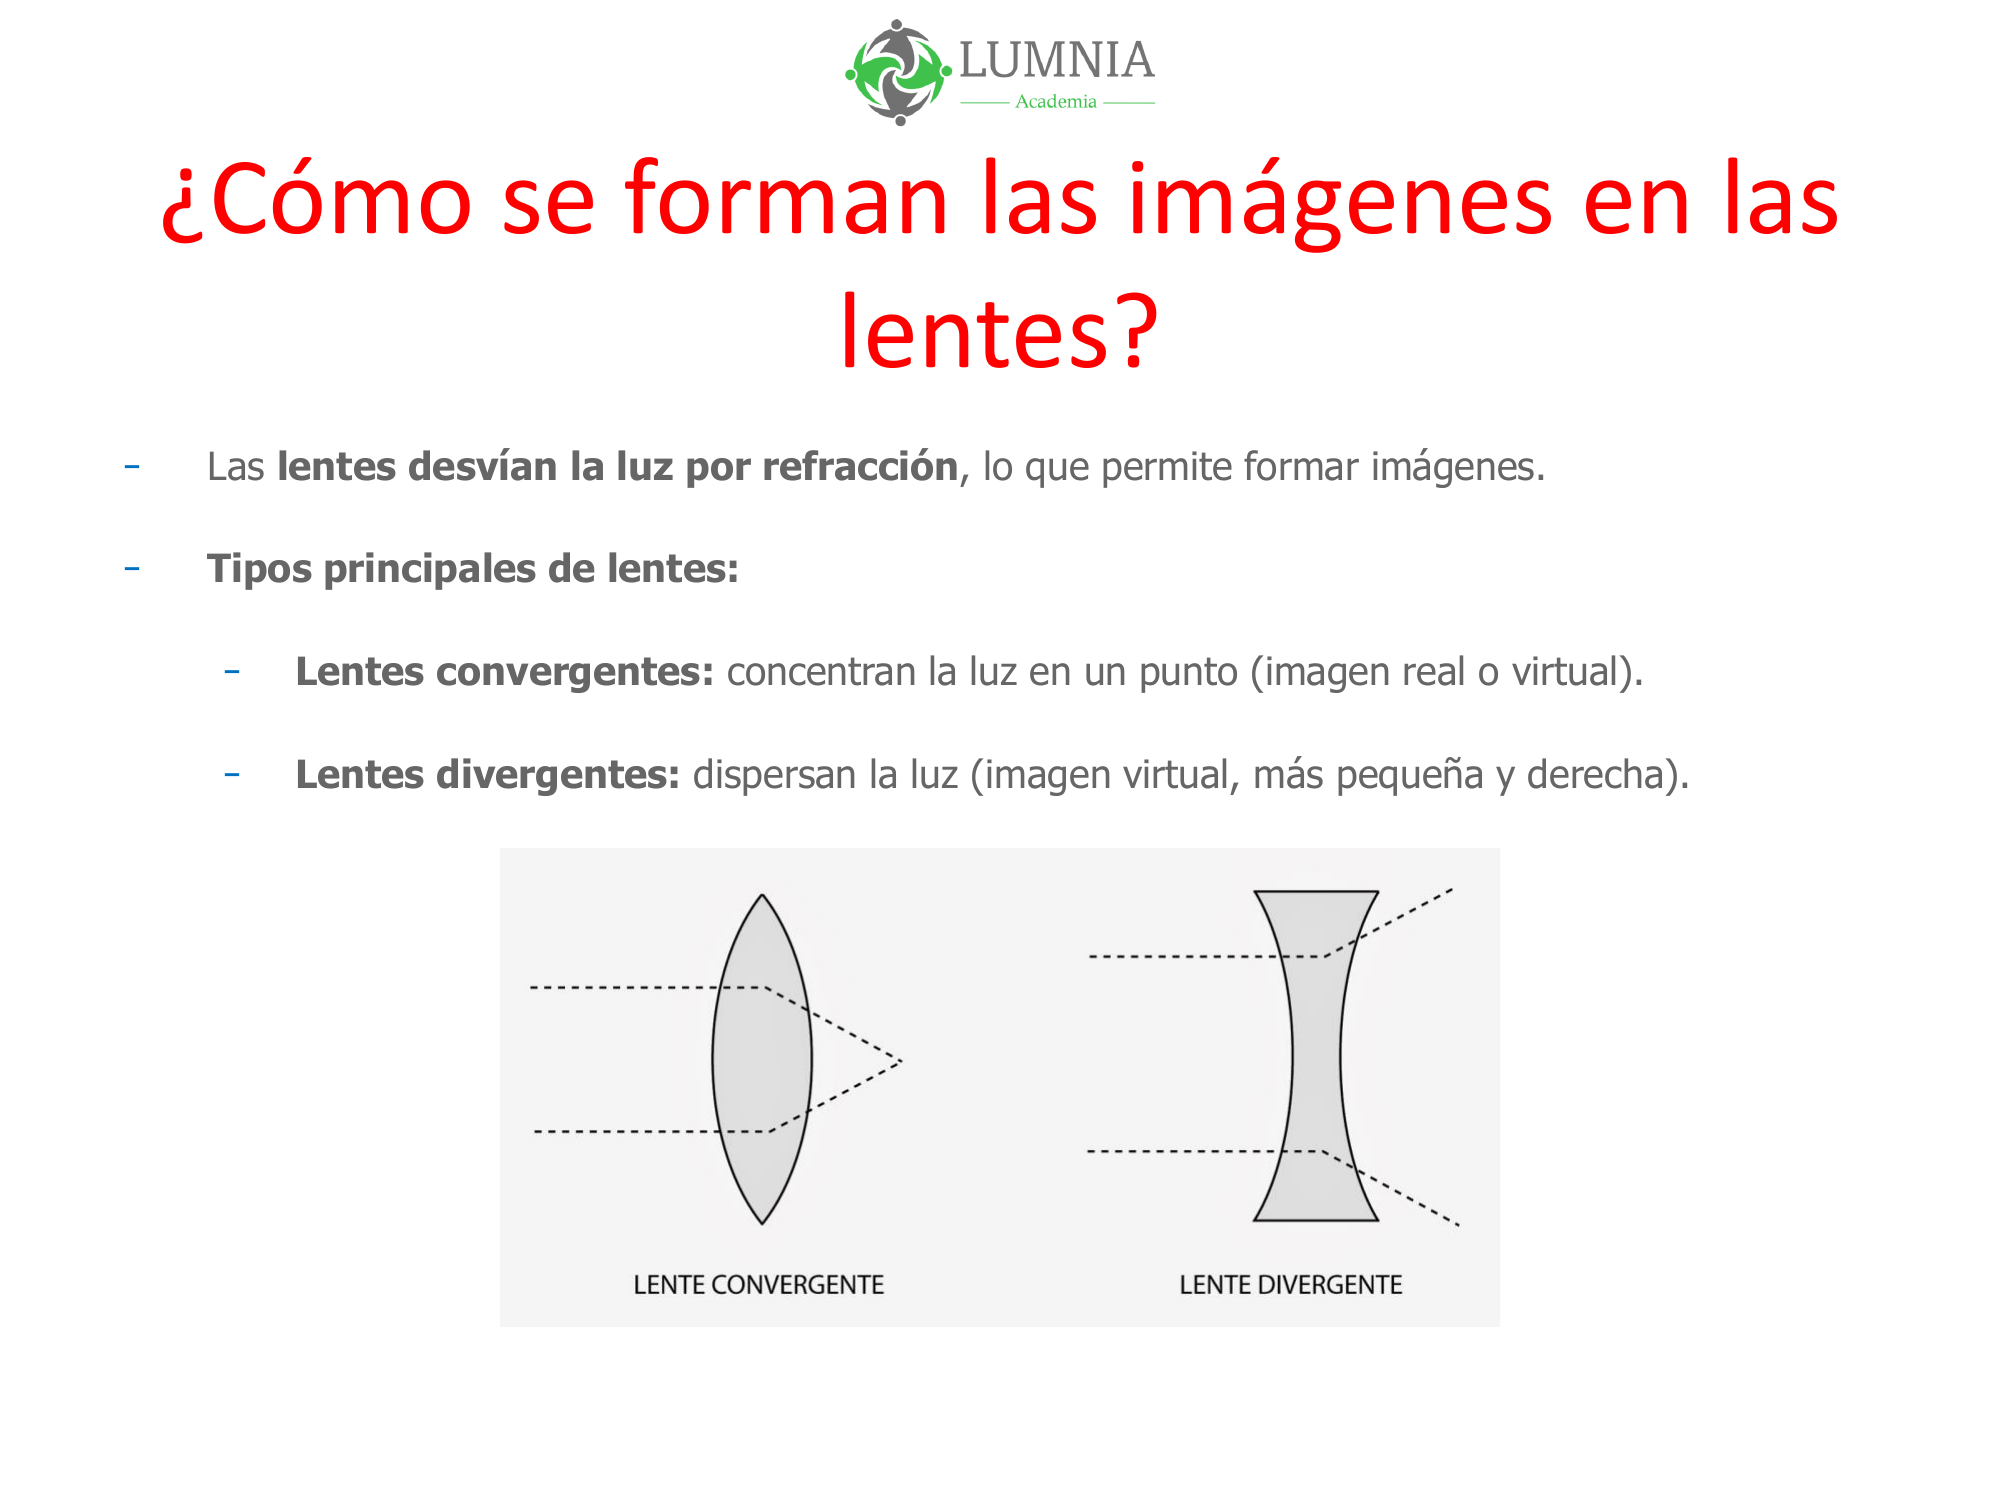 LUMNIA
Academia
¿Cómo se forman las imágenes en las
lentes?
- Las lentes desvían la luz por refracción, lo que permite formar imágenes.
- Tipos principales de lentes:
- Lentes convergentes: concentran la luz en un punto (imagen real o virtual).
- Lentes divergentes: dispersan la luz (imagen virtual, más pequeña y derecha).
LENTE CONVERGENTE
LENTE DIVERGENTE